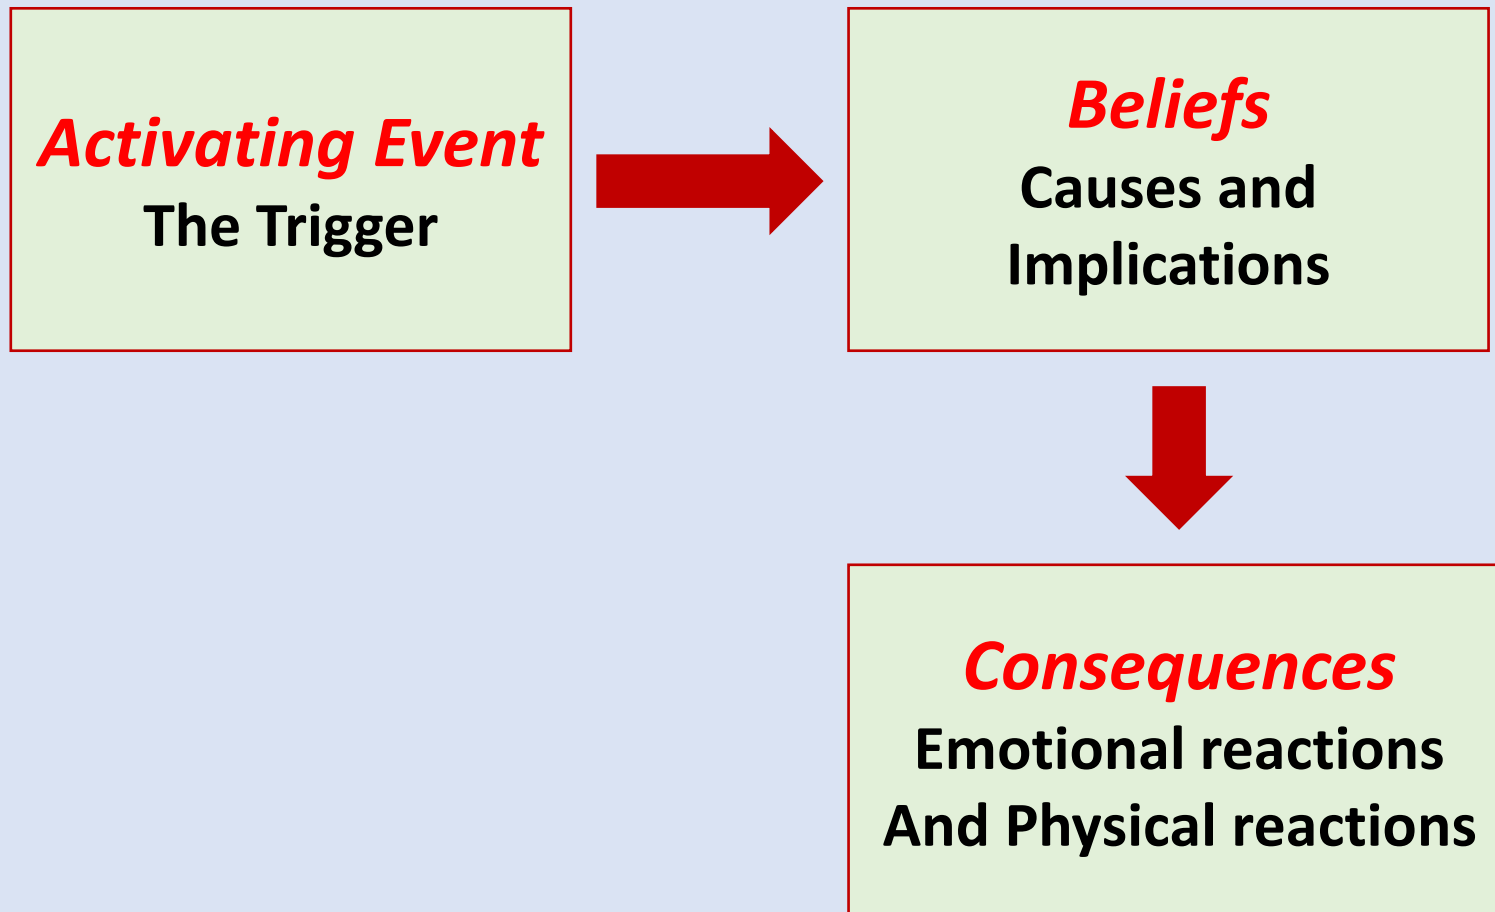 Activating Event
The Trigger
Beliefs
Causes and
Implications
Consequences
Emotional reactions
And Physical reactions